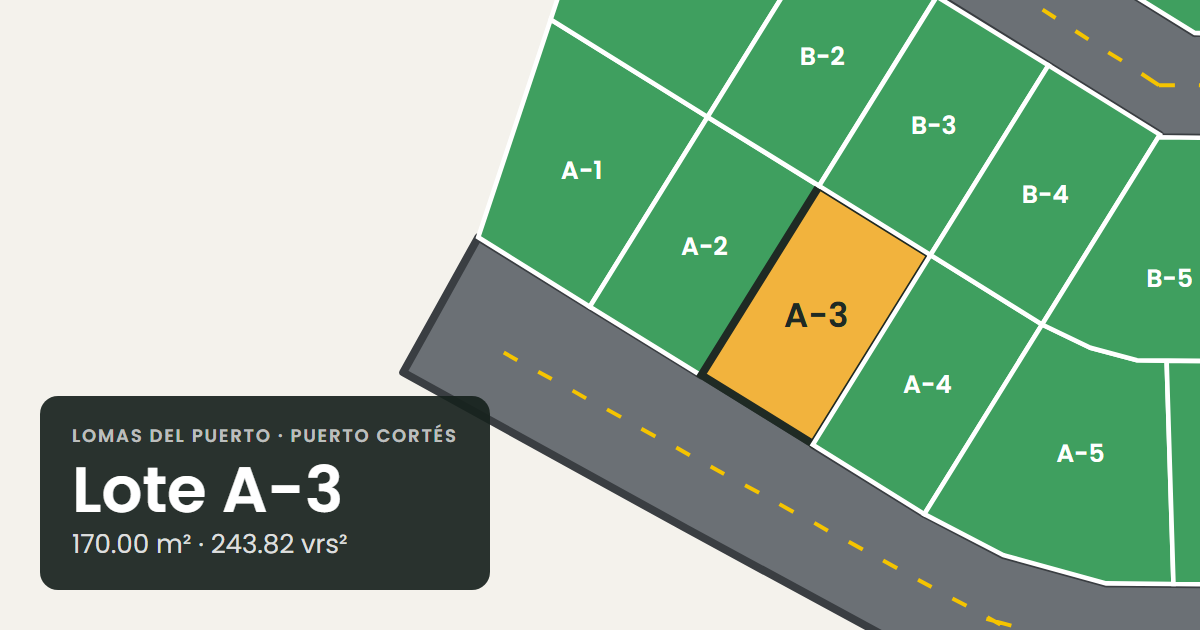 B-2
B-3
A-1
B-4
A-2
B-5
A-3
A-4
A-5
LOMAS DEL PUERTO · PUERTO CORTÉS
Lote A-3
170.00 m² · 243.82 vrs²